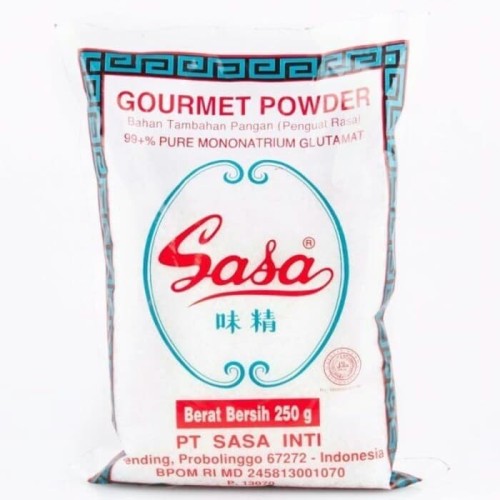 GOURMET POWDER
Bahan Tambahan Pangan (Penguat Rasa)
99+% PURE MONONATRIUM GLUTAMAT
Sasa®
味精
Berat Bersih 250 g
PT SASA INTI
ending, Probolinggo 67272 - Indonesia
BPOM RI MD 245813001070